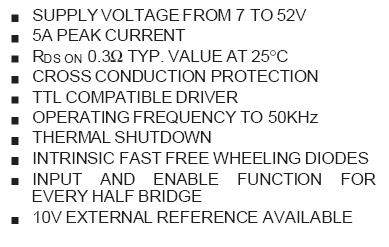 ■ SUPPLY VOLTAGE FROM 7 TO 52V
■ 5A PEAK CURRENT
■ RDS ON 0.3Ω TYP. VALUE AT 25°C
■ CROSS CONDUCTION PROTECTION
■ TTL COMPATIBLE DRIVER
■ OPERATING FREQUENCY TO 50KHz
■ THERMAL SHUTDOWN
■ INTRINSIC FAST FREE WHEELING DIODES
■ INPUT AND ENABLE FUNCTION FOR
EVERY HALF BRIDGE
■ 10V EXTERNAL REFERENCE AVAILABLE